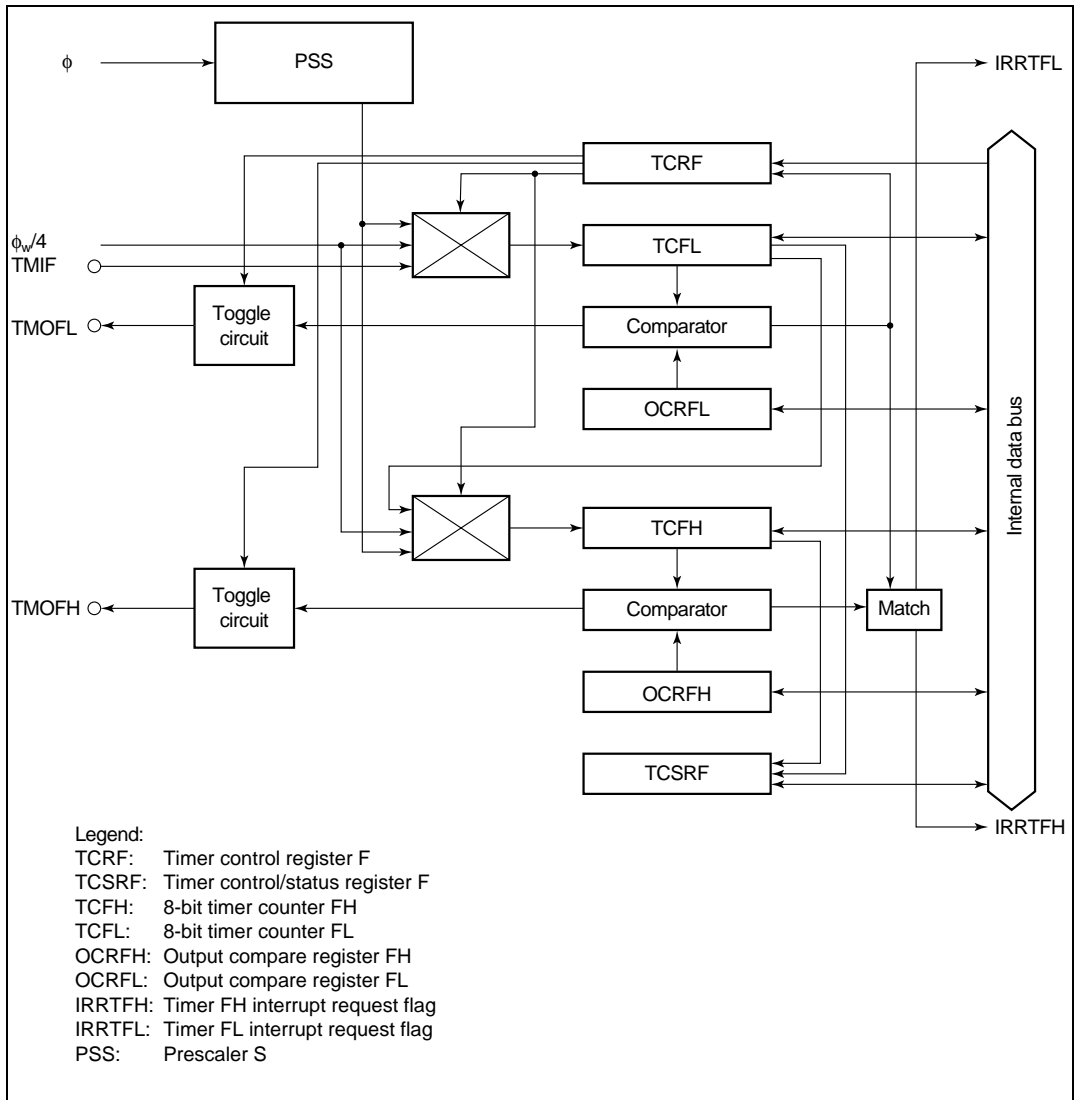 ϕ
PSS
IRRTFL
TCRF
ϕw/4
TMIF
TCFL
TMOFL
Toggle
circuit
Comparator
OCRFL
Internal data bus
TCFH
TMOFH
Toggle
circuit
Comparator
Match
OCRFH
TCSRF
IRRTFH
Legend:
TCRF: Timer control register F
TCSRF: Timer control/status register F
TCFH: 8-bit timer counter FH
TCFL: 8-bit timer counter FL
OCRFH: Output compare register FH
OCRFL: Output compare register FL
IRRTFH: Timer FH interrupt request flag
IRRTFL: Timer FL interrupt request flag
PSS: Prescaler S